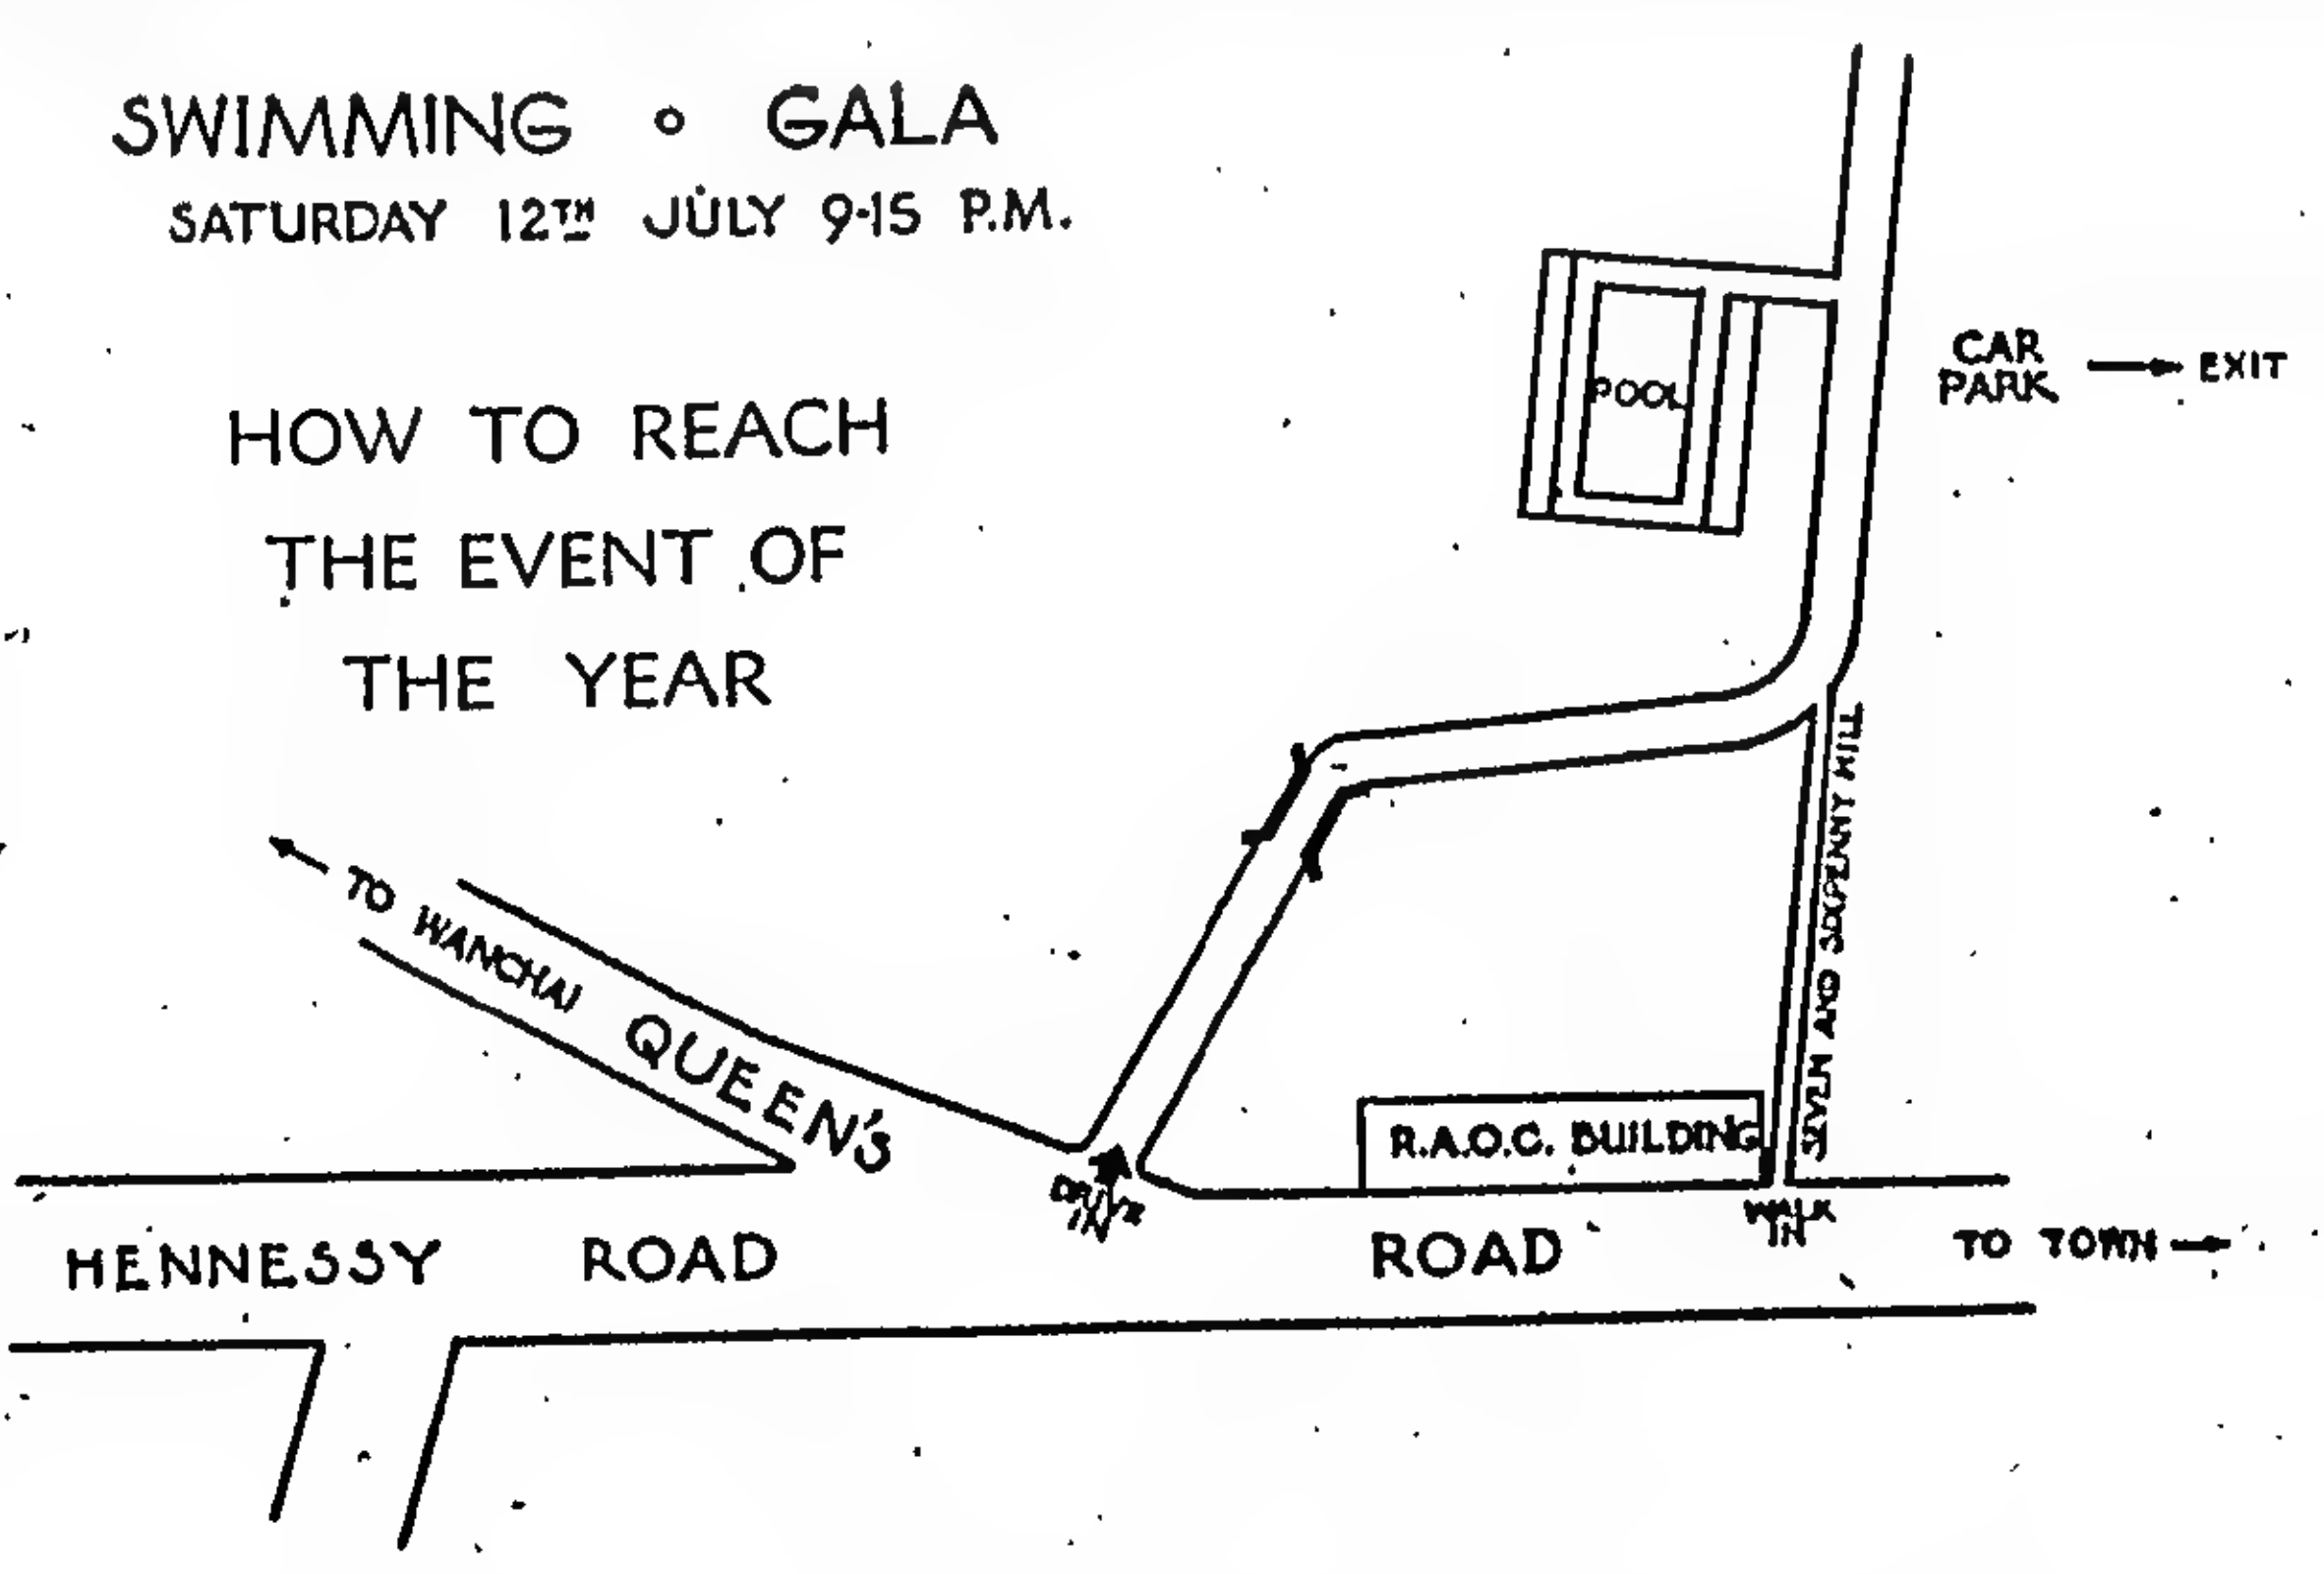 SWIMMING ∘ GALA
SATURDAY 12TH JULY 9·15 P.M.
HOW TO REACH
THE EVENT OF
THE YEAR
POOL
CAR
PARK → EXIT
AND SIXPENNY HILL
← TO WANCHAI
QUEEN'S
R.A.O.C. BUILDING
DRIVE
IN
WALK
IN
HENNESSY ROAD
ROAD
TO TOWN →